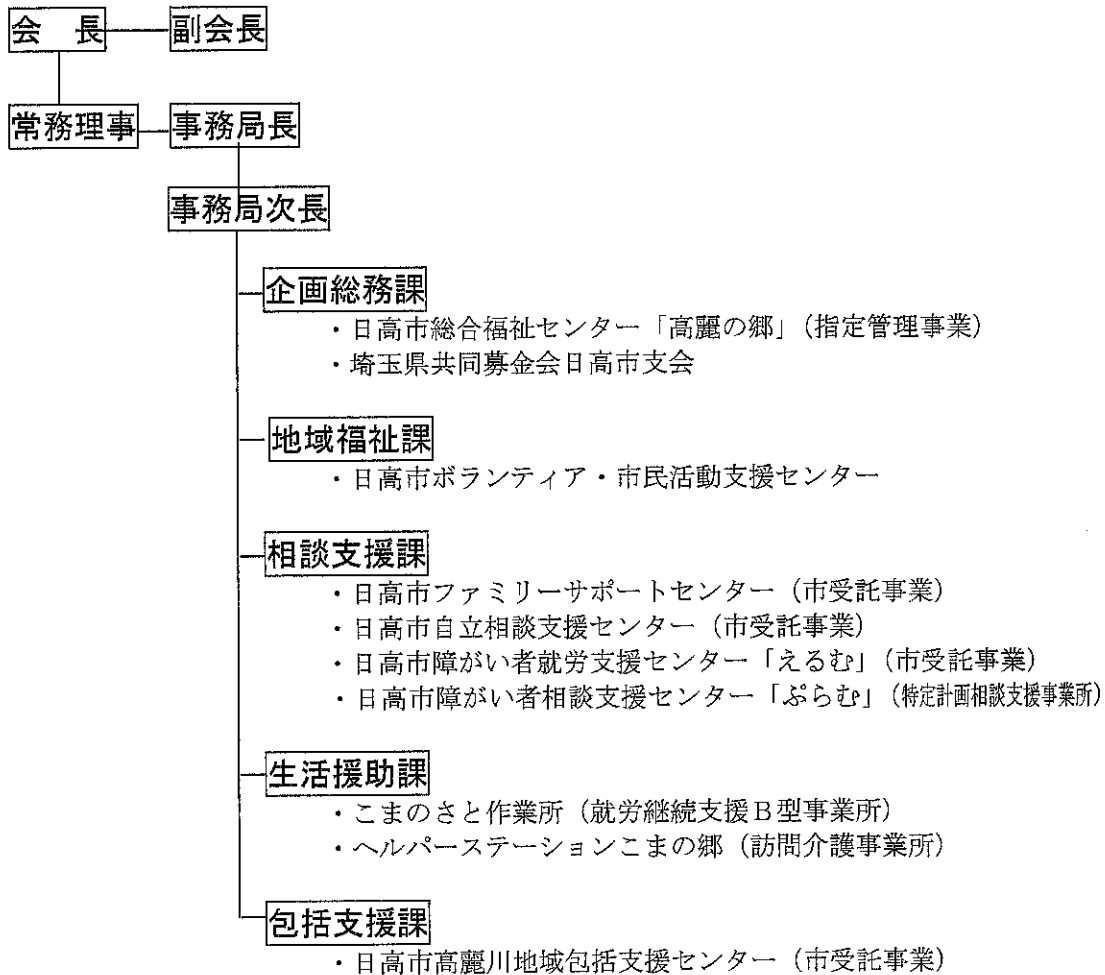 会　長 副会長
常務理事 事務局長
事務局次長
企画総務課
・日高市総合福祉センター「高麗の郷」(指定管理事業)
・埼玉県共同募金会日高市支会
地域福祉課
・日高市ボランティア・市民活動支援センター
相談支援課
・日高市ファミリーサポートセンター（市受託事業）
・日高市自立相談支援センター（市受託事業）
・日高市障がい者就労支援センター「えるむ」（市受託事業）
・日高市障がい者相談支援センター「ぷらむ」（特定計画相談支援事業所）
生活援助課
・こまのさと作業所（就労継続支援Ｂ型事業所）
・ヘルパーステーションこまの郷（訪問介護事業所）
包括支援課
・日高市高麗川地域包括支援センター（市受託事業）